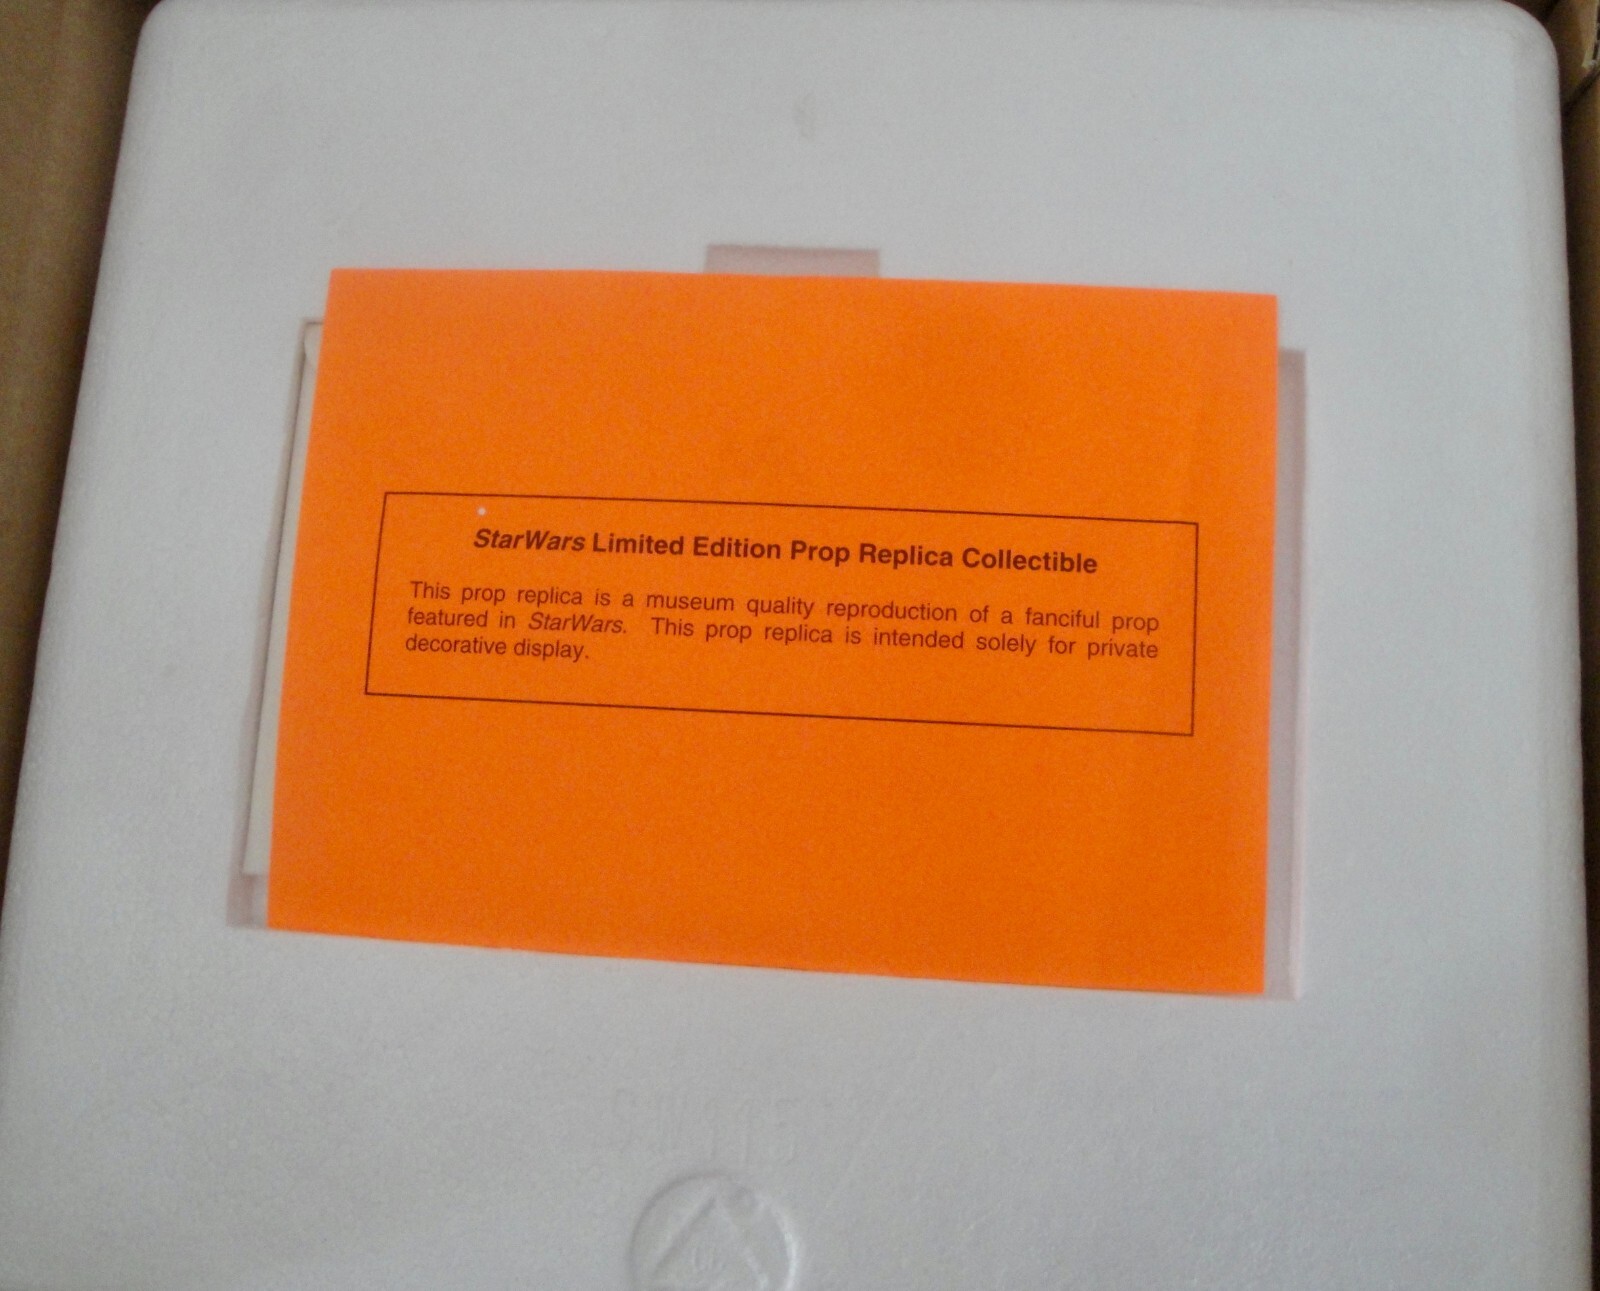 StarWars Limited Edition Prop Replica Collectible
This prop replica is a museum quality reproduction of a fanciful prop
featured in StarWars. This prop replica is intended solely for private
decorative display.